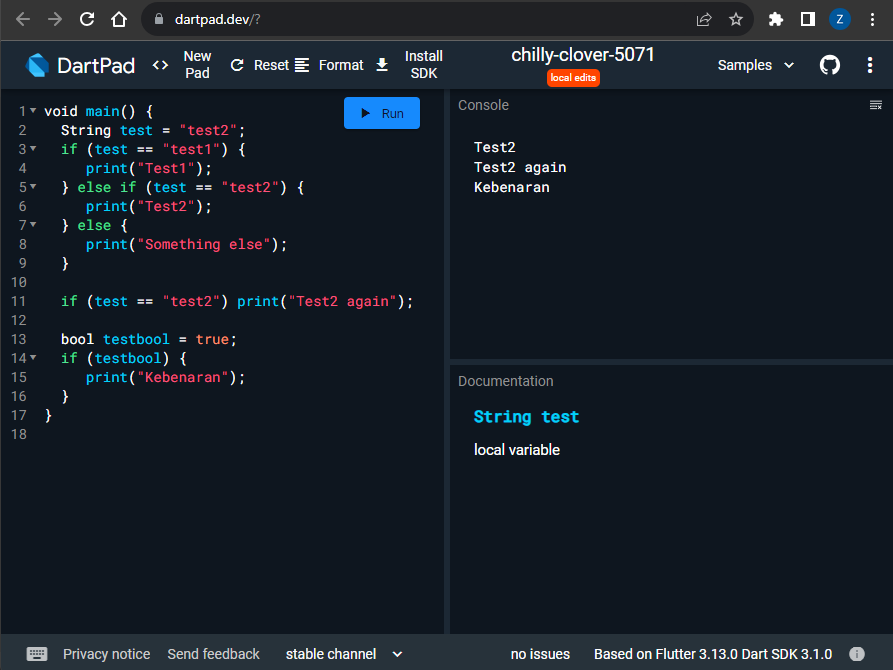 dartpad.dev/?
Z
DartPad
<>
New
Pad
Reset
Format
Install
SDK
chilly-clover-5071
local edits
Samples
1 void main() {
2   String test = "test2";
3   if (test == "test1") {
4      print("Test1");
5   } else if (test == "test2") {
6      print("Test2");
7   } else {
8      print("Something else");
9   }
10
11   if (test == "test2") print("Test2 again");
12
13   bool testbool = true;
14   if (testbool) {
15      print("Kebenaran");
16   }
17 }
18
Run
Console
Test2
Test2 again
Kebenaran
Documentation
String test
local variable
Privacy notice
Send feedback
stable channel
no issues
Based on Flutter 3.13.0 Dart SDK 3.1.0